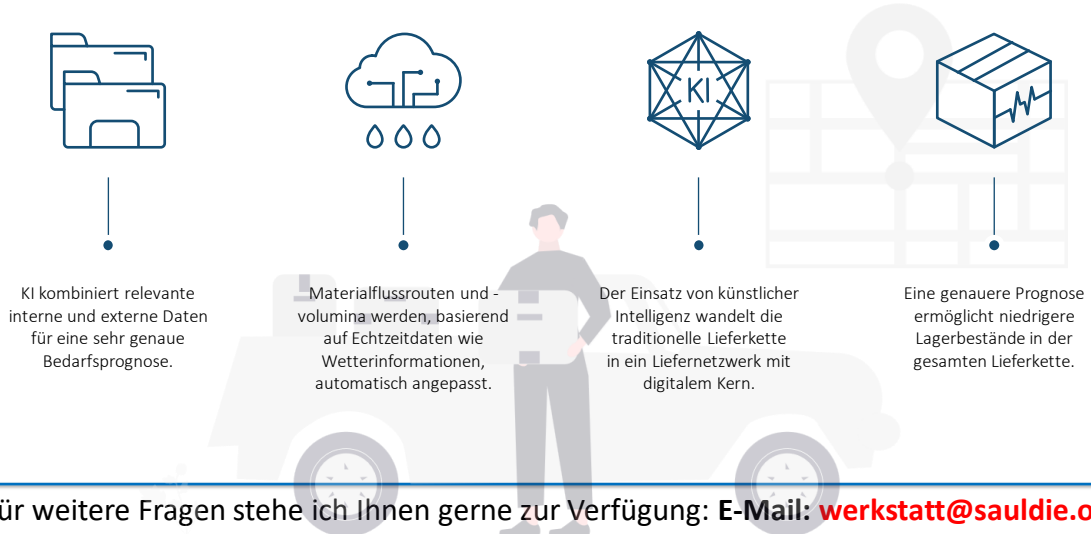 KI
KI kombiniert relevante
interne und externe Daten
für eine sehr genaue
Bedarfsprognose.
Materialflussrouten und -
volumina werden, basierend
auf Echtzeitdaten wie
Wetterinformationen,
automatisch angepasst.
Der Einsatz von künstlicher
Intelligenz wandelt die
traditionelle Lieferkette
in ein Liefernetzwerk mit
digitalem Kern.
Eine genauere Prognose
ermöglicht niedrigere
Lagerbestände in der
gesamten Lieferkette.
ür weitere Fragen stehe ich Ihnen gerne zur Verfügung: E-Mail: werkstatt@sauldie.o